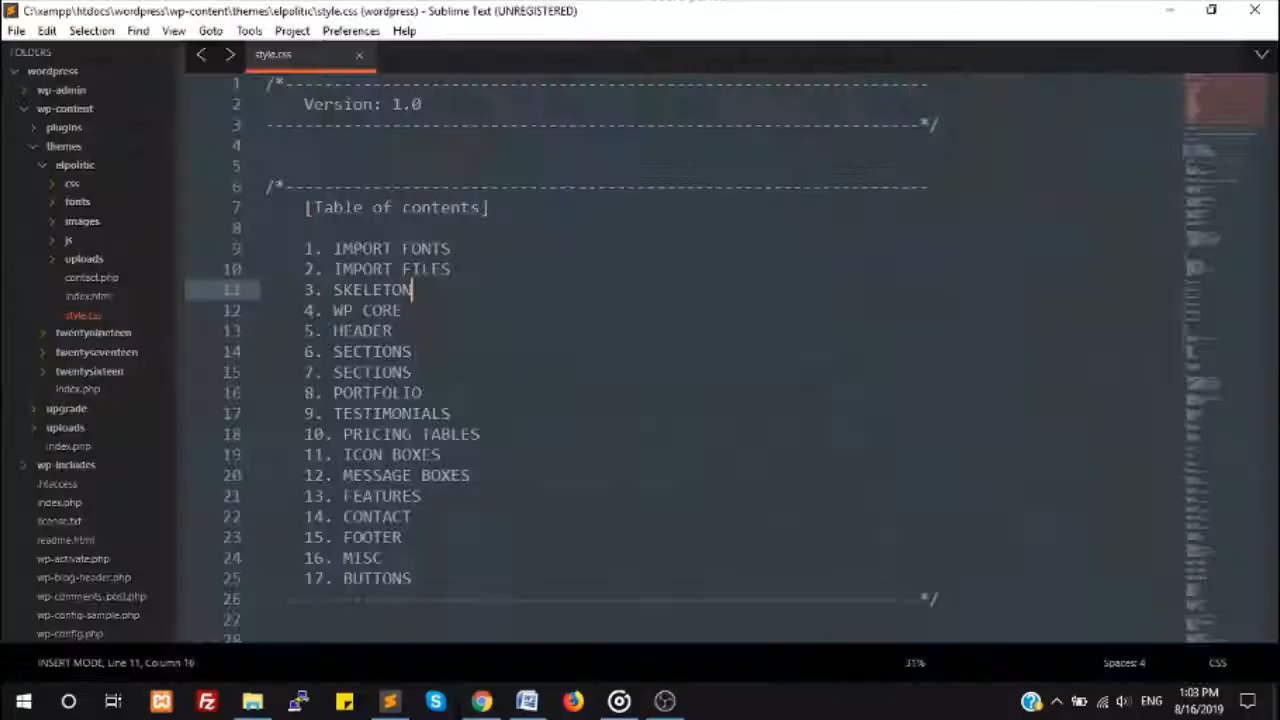 C:\xampp\htdocs\wordpress\wp-content\themes\elpolitic\style.css (wordpress) - Sublime Text (UNREGISTERED)
File Edit Selection Find View Goto Tools Project Preferences Help
FOLDERS
wordpress
wp-admin
wp-content
plugins
themes
elpolitic
css
fonts
images
js
uploads
contact.php
index.html
style.css
twentynineteen
twentyseventeen
twentysixteen
index.php
upgrade
uploads
index.php
wp-includes
.htaccess
index.php
license.txt
readme.html
wp-activate.php
wp-blog-header.php
wp-comments_post.php
wp-config-sample.php
wp-config.php
style.css
1 /*------------------------------------------------------------------
2 Version: 1.0
3 -------------------------------------------------------------------*/
4
5
6 /*------------------------------------------------------------------
7 [Table of contents]
8
9 1. IMPORT FONTS
10 2. IMPORT FILES
11 3. SKELETON
12 4. WP CORE
13 5. HEADER
14 6. SECTIONS
15 7. SECTIONS
16 8. PORTFOLIO
17 9. TESTIMONIALS
18 10. PRICING TABLES
19 11. ICON BOXES
20 12. MESSAGE BOXES
21 13. FEATURES
22 14. CONTACT
23 15. FOOTER
24 16. MISC
25 17. BUTTONS
26 -----------------------------------------------------------------*/
27
28
INSERT MODE, Line 11, Column 16 31% Spaces: 4 CSS
ENG
1:03 PM
8/16/2019